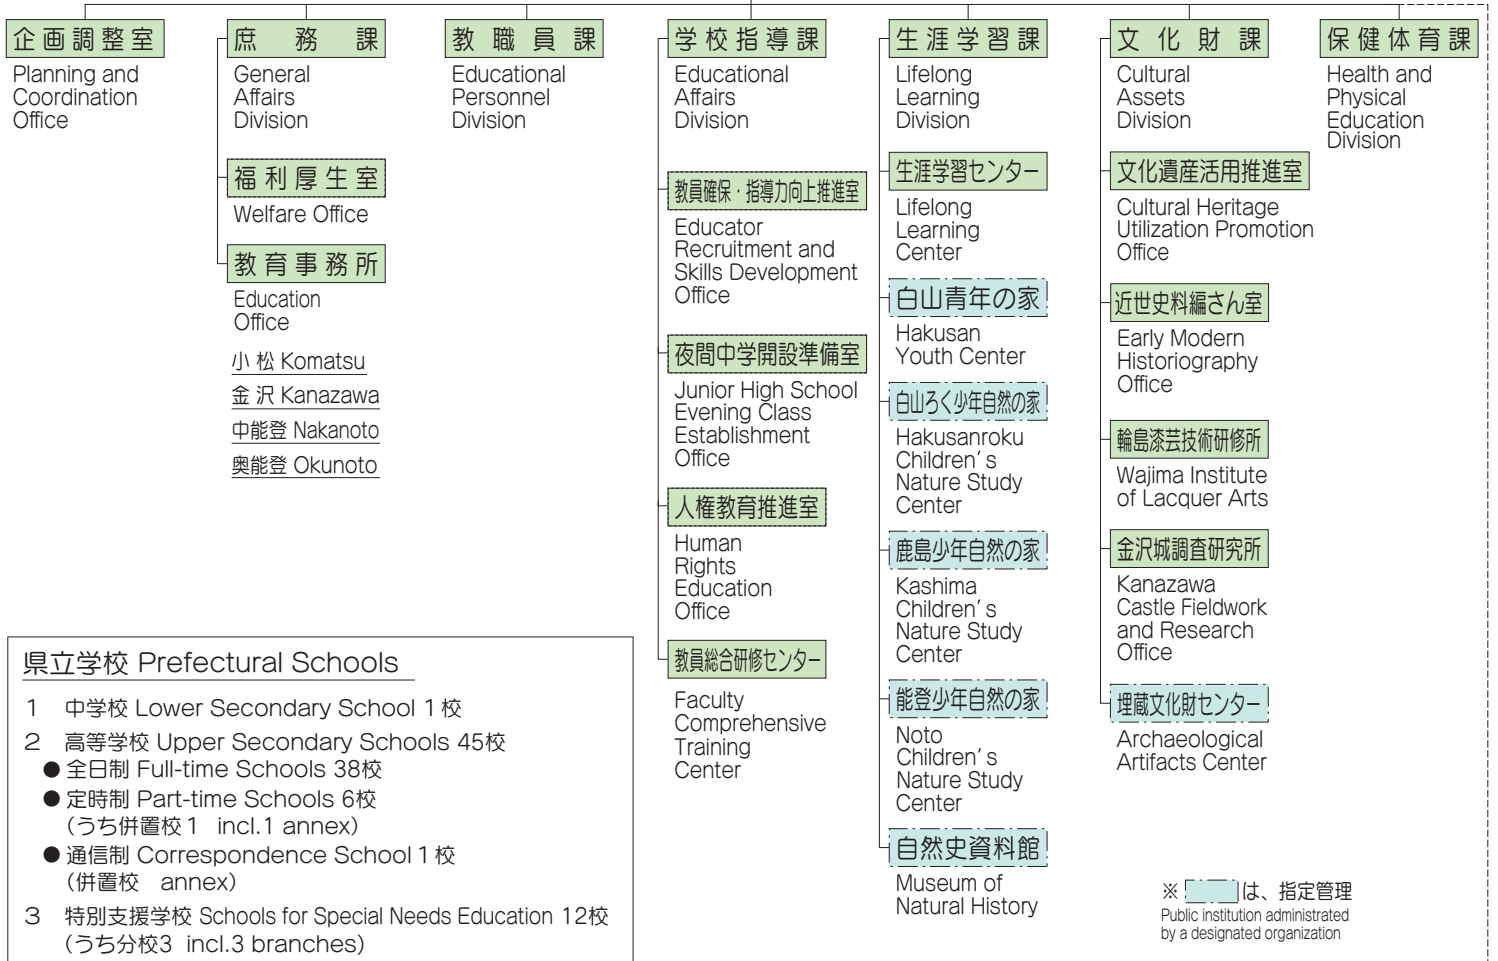 企画調整室
Planning and
Coordination
Office
庶務課
General
Affairs
Division
福利厚生室
Welfare Office
教育事務所
Education
Office
小松 Komatsu
金沢 Kanazawa
中能登 Nakanoto
奥能登 Okunoto
教職員課
Educational
Personnel
Division
学校指導課
Educational
Affairs
Division
教員確保・指導力向上推進室
Educator
Recruitment and
Skills Development
Office
夜間中学開設準備室
Junior High School
Evening Class
Establishment
Office
人権教育推進室
Human
Rights
Education
Office
教員総合研修センター
Faculty
Comprehensive
Training
Center
生涯学習課
Lifelong
Learning
Division
生涯学習センター
Lifelong
Learning
Center
白山青年の家
Hakusan
Youth Center
白山ろく少年自然の家
Hakusanroku
Children’s
Nature Study
Center
鹿島少年自然の家
Kashima
Children’s
Nature Study
Center
能登少年自然の家
Noto
Children’s
Nature Study
Center
自然史資料館
Museum of
Natural History
文化財課
Cultural
Assets
Division
文化遺産活用推進室
Cultural Heritage
Utilization Promotion
Office
近世史料編さん室
Early Modern
Historiography
Office
輪島漆芸技術研修所
Wajima Institute
of Lacquer Arts
金沢城調査研究所
Kanazawa
Castle Fieldwork
and Research
Office
埋蔵文化財センター
Archaeological
Artifacts Center
保健体育課
Health and
Physical
Education
Division
県立学校 Prefectural Schools
1 中学校 Lower Secondary School 1校
2 高等学校 Upper Secondary Schools 45校
●全日制 Full-time Schools 38校
●定時制 Part-time Schools 6校
(うち併置校1 incl.1 annex)
●通信制 Correspondence School 1校
(併置校 annex)
3 特別支援学校 Schools for Special Needs Education 12校
(うち分校3 incl.3 branches)
※ は、指定管理
Public institution administrated
by a designated organization